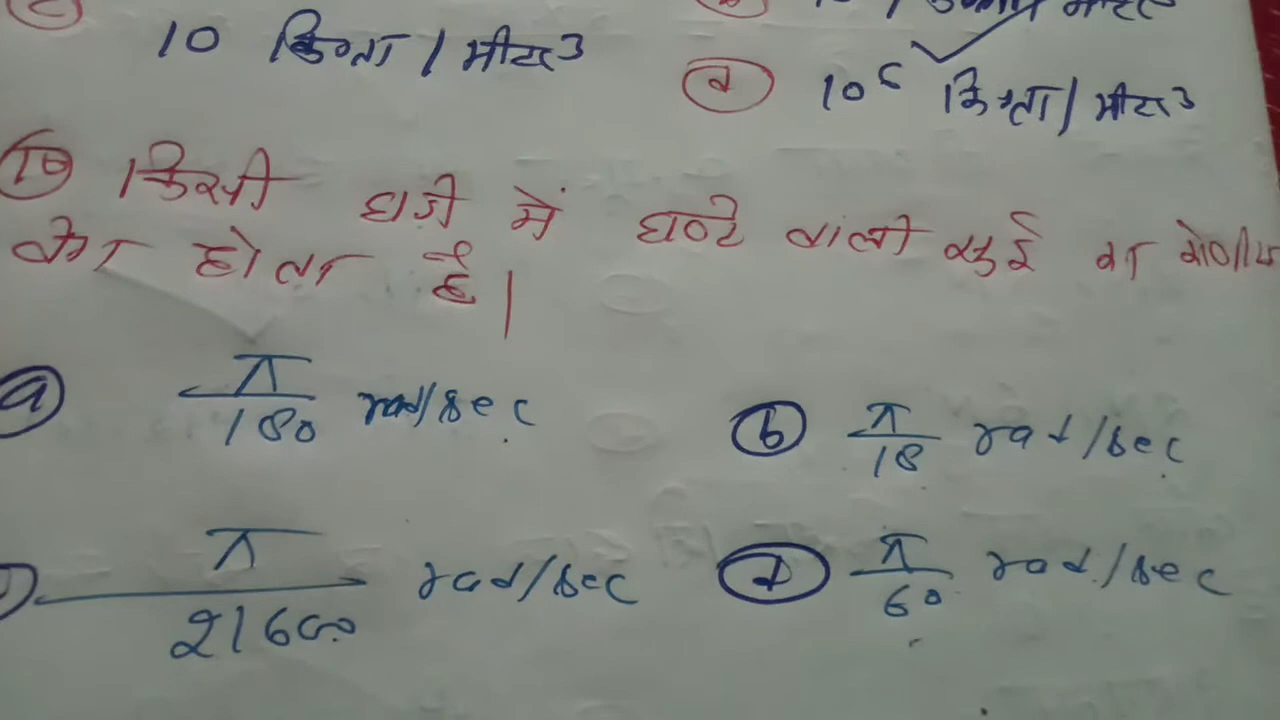 10 किग्रा / मीटर3
d 106 किग्रा / मीटर3
किसी घड़ी में घण्टे वाली सुई का कोणीय
वेग होता है |
a π/180 rad/sec
b π/18 rad/sec
π/21600 rad/sec
d π/60 rad/sec